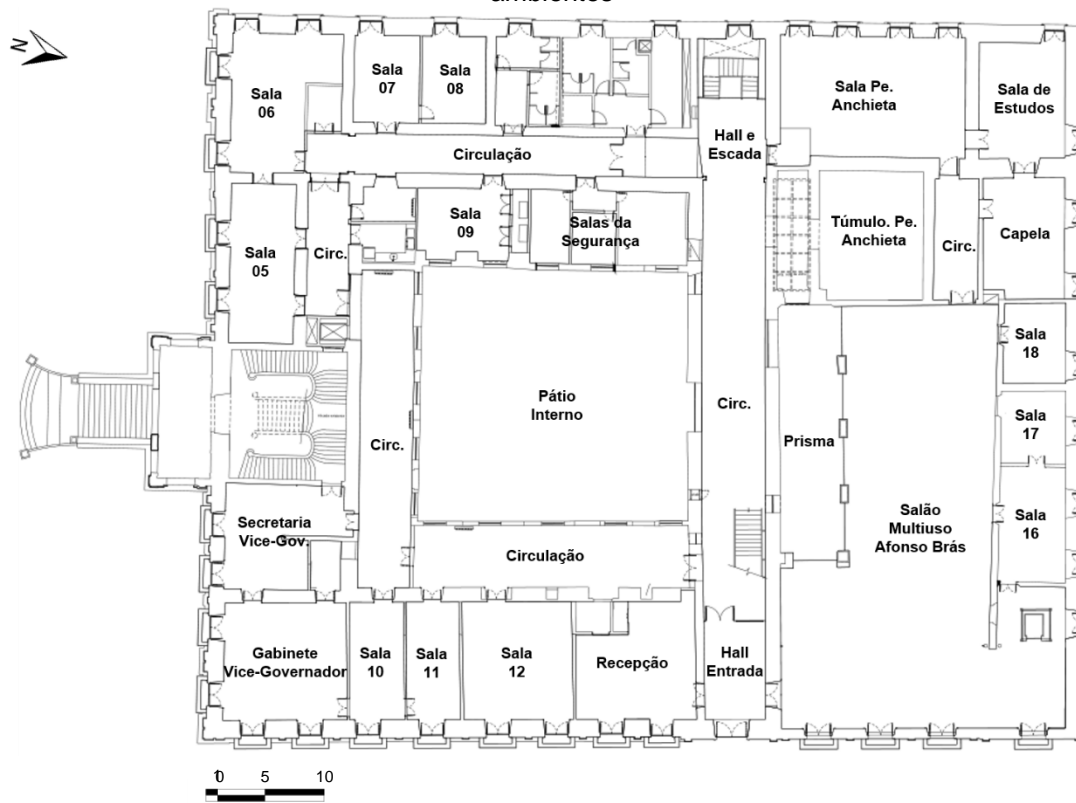 ambientes
N
Sala
06
Sala
07
Sala
08
Hall e
Escada
Sala Pe.
Anchieta
Sala de
Estudos
Circulação
Sala
05
Circ.
Sala
09
Salas da
Segurança
Túmulo. Pe.
Anchieta
Circ.
Capela
Sala
18
Pátio
Interno
Circ.
Circ.
Prisma
Sala
17
Secretaria
Vice-Gov.
Salão
Multiuso
Afonso Brás
Sala
16
Circulação
Gabinete
Vice-Governador
Sala
10
Sala
11
Sala
12
Recepção
Hall
Entrada
1 0 5 10